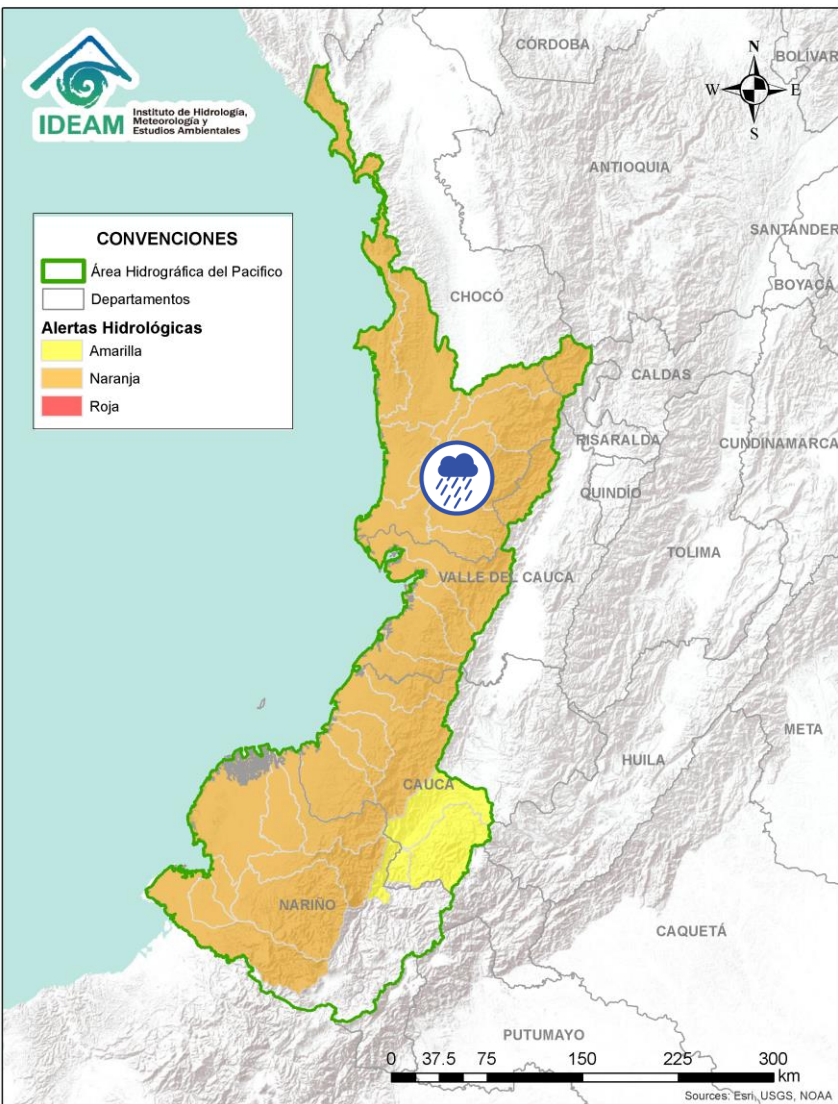 IDEAM
Instituto de Hidrología,
Meteorología y
Estudios Ambientales
CÓRDOBA
BOLÍVAR
N
W
E
S
ANTIOQUIA
SANTANDER
CONVENCIONES
Área Hidrográfica del Pacifico
Departamentos
Alertas Hidrológicas
Amarilla
Naranja
Roja
BOYACÁ
CHOCÓ
CALDAS
RISARALDA
CUNDINAMARCA
QUINDÍO
TOLIMA
VALLE DEL CAUCA
META
HUILA
CAUCA
NARIÑO
CAQUETÁ
PUTUMAYO
0 37.5 75 150 225 300
km
Sources: Esri, USGS, NOAA